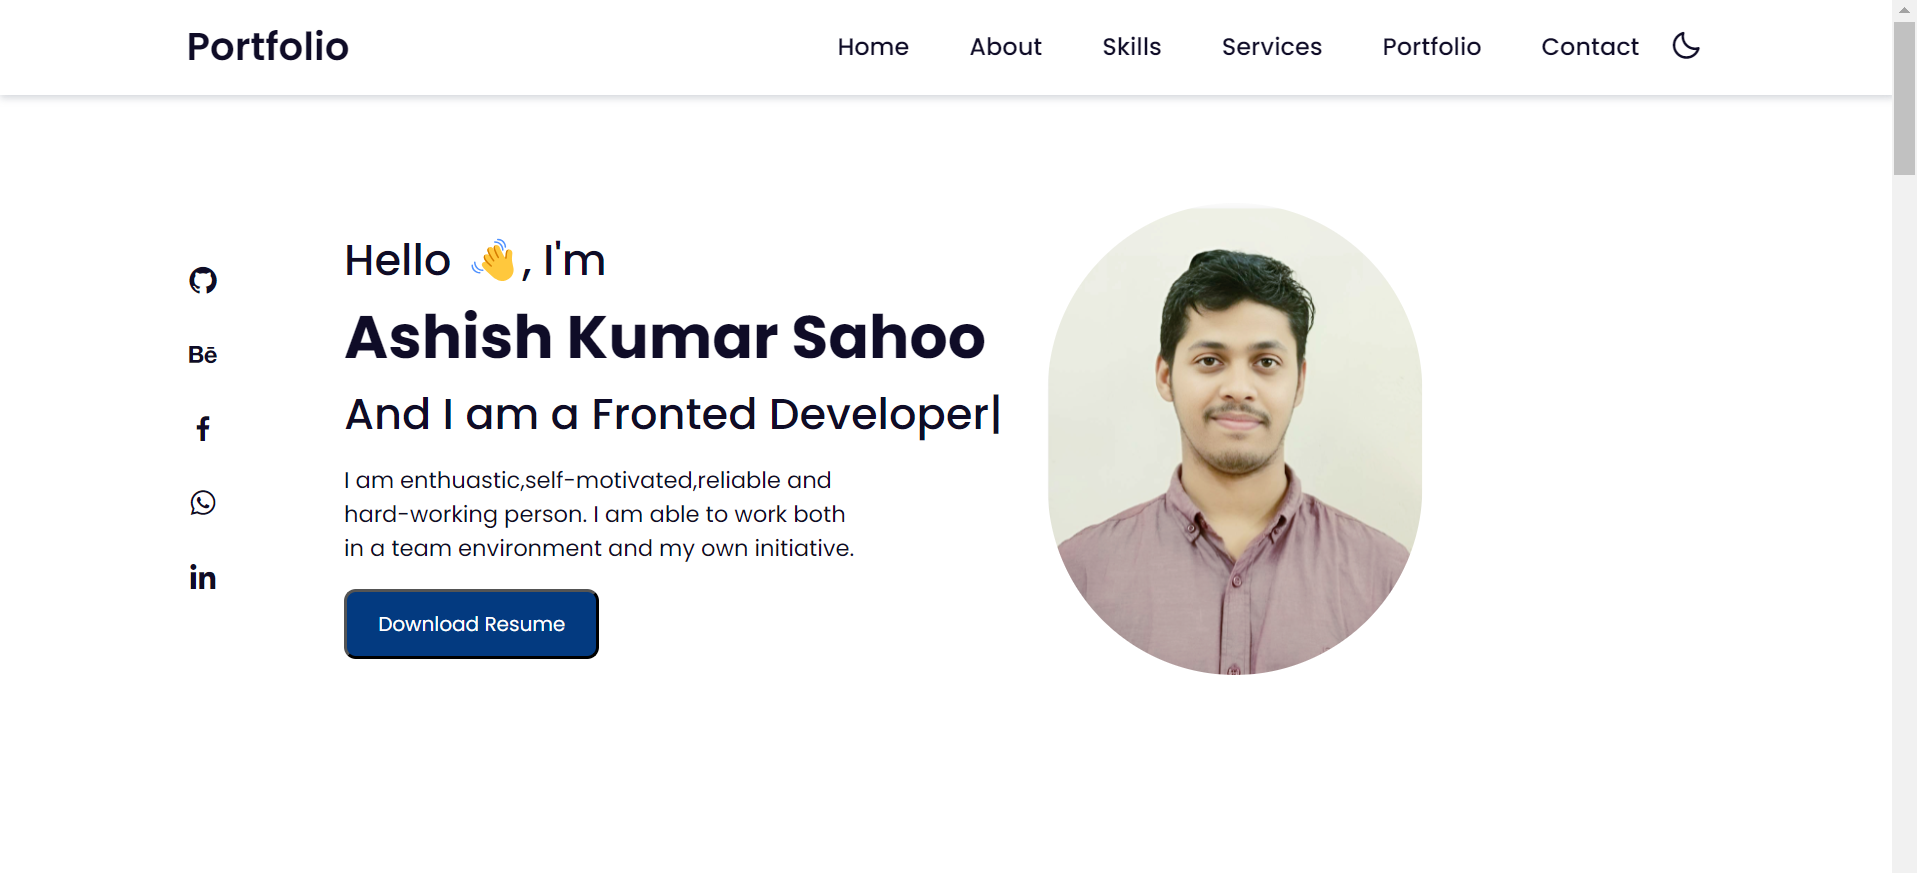 Portfolio
Home About Skills Services Portfolio Contact
Hello 👋, I'm
Ashish Kumar Sahoo
And I am a Fronted Developer|
I am enthuastic,self-motivated,reliable and
hard-working person. I am able to work both
in a team environment and my own initiative.
Download Resume
Bē
f
in